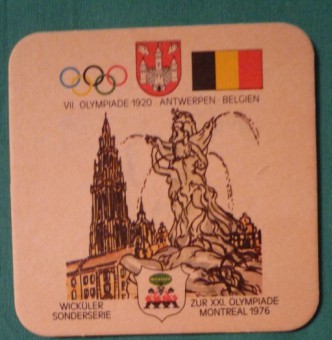 VII. OLYMPIADE 1920 ANTWERPEN BELGIEN
WICKÜLER
SONDERSERIE
ZUR XXI. OLYMPIADE
MONTREAL 1976